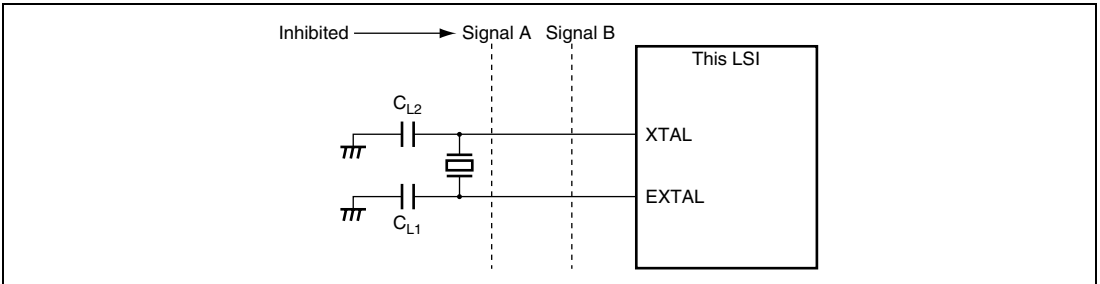 Inhibited Signal A Signal B
This LSI
CL2
XTAL
EXTAL
CL1